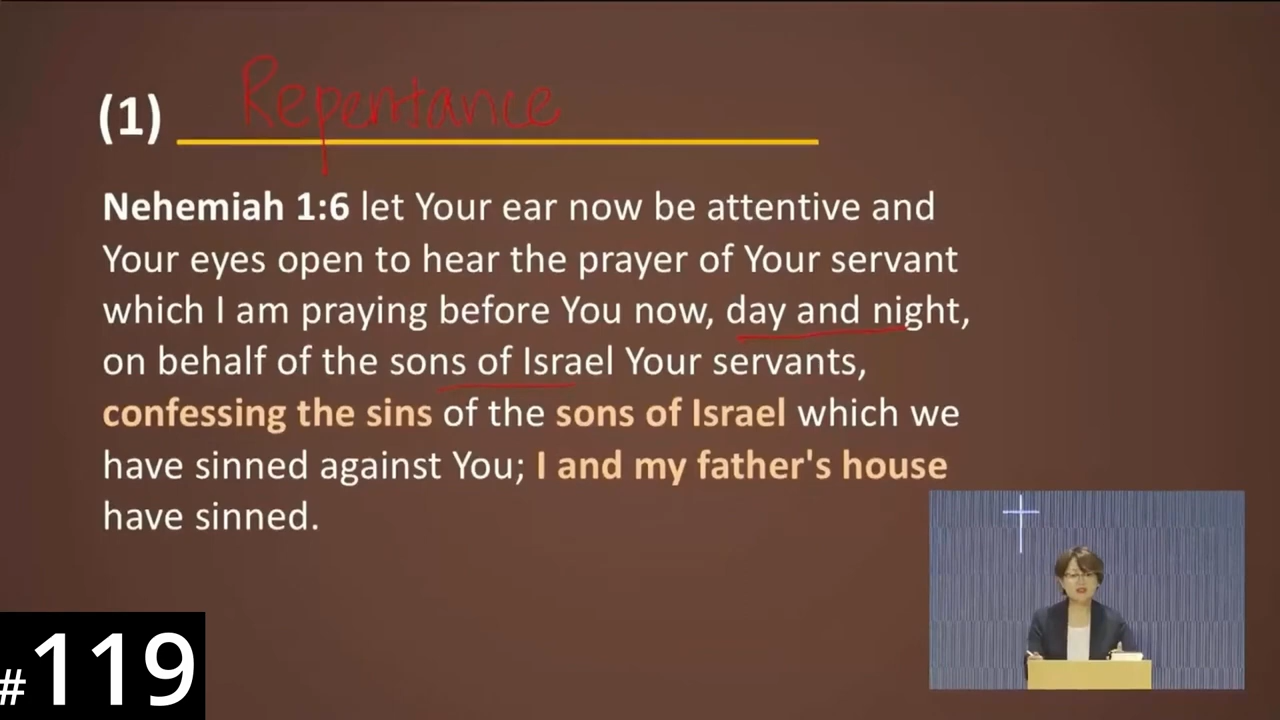 (1) Repentance
Nehemiah 1:6 let Your ear now be attentive and
Your eyes open to hear the prayer of Your servant
which I am praying before You now, day and night,
on behalf of the sons of Israel Your servants,
confessing the sins of the sons of Israel which we
have sinned against You; I and my father's house
have sinned.
#119